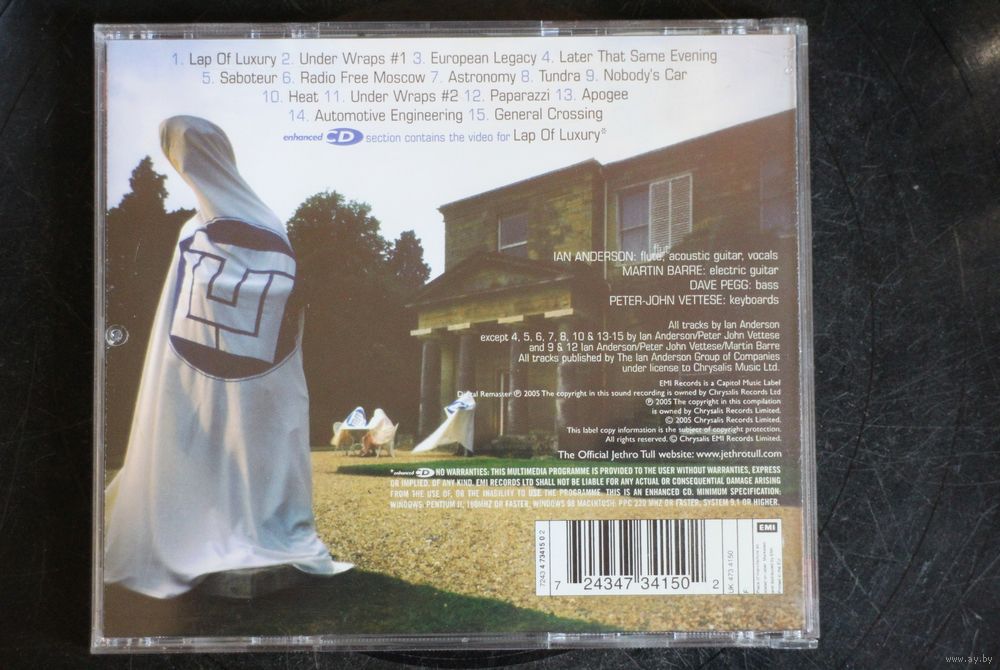 1. Lap Of Luxury 2. Under Wraps #1 3. European Legacy 4. Later That Same Evening
5. Saboteur 6. Radio Free Moscow 7. Astronomy 8. Tundra 9. Nobody's Car
10. Heat 11. Under Wraps #2 12. Paparazzi 13. Apogee
14. Automotive Engineering 15. General Crossing
enhanced CD section contains the video for Lap Of Luxury*
IAN ANDERSON: flute, acoustic guitar, vocals
MARTIN BARRE: electric guitar
DAVE PEGG: bass
PETER-JOHN VETTESE: keyboards
All tracks by Ian Anderson
except 4, 5, 6, 7, 8, 10 & 13-15 by Ian Anderson/Peter John Vettese
and 9 & 12 Ian Anderson/Peter John Vettese/Martin Barre
All tracks published by The Ian Anderson Group of Companies
under license to Chrysalis Music Ltd.
EMI Records is a Capitol Music Label
Digital Remaster ℗ 2005 The copyright in this sound recording is owned by Chrysalis Records Ltd
℗ 2005 The copyright in this compilation
is owned by Chrysalis Records Limited.
© 2005 Chrysalis Records Limited.
This label copy information is the subject of copyright protection.
All rights reserved. © Chrysalis EMI Records Limited.
The Official Jethro Tull website: www.jethrotull.com
*enhanced CD NO WARRANTIES: THIS MULTIMEDIA PROGRAMME IS PROVIDED TO THE USER WITHOUT WARRANTIES, EXPRESS
OR IMPLIED, OF ANY KIND. EMI RECORDS LTD SHALL NOT BE LIABLE FOR ANY ACTUAL OR CONSEQUENTIAL DAMAGE ARISING
FROM THE USE OF, OR THE INABILITY TO USE THE PROGRAMME. THIS IS AN ENHANCED CD. MINIMUM SPECIFICATION:
WINDOWS: PENTIUM II, 166MHZ OR FASTER, WINDOWS 98 MACINTOSH: PPC 220 MHZ OR FASTER, SYSTEM 9.1 OR HIGHER.
7243 4 73415 0 2
7 24347 34150 2
UK: 473 4150
F
EMI
www.ay.by